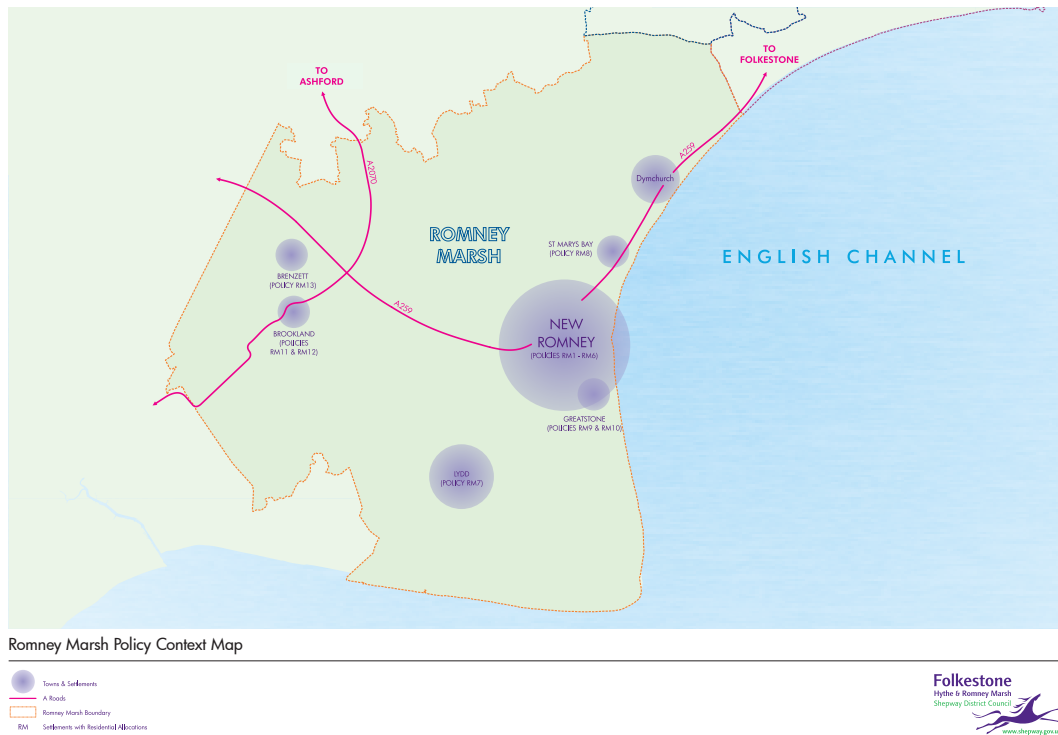 TO
ASHFORD
TO
FOLKESTONE
A2070
A259
Dymchurch
ROMNEY
MARSH
ST MARYS BAY
(POLICY RM8)
ENGLISH CHANNEL
BRENZETT
(POLICY RM13)
A259
BROOKLAND
(POLICIES
RM11 & RM12)
NEW
ROMNEY
(POLICIES RM1 - RM6)
GREATSTONE
(POLICIES RM9 & RM10)
LYDD
(POLICY RM7)
Romney Marsh Policy Context Map
Towns & Settlements
A Roads
Romney Marsh Boundary
RM Settlements with Residential Allocations
Folkestone
Hythe & Romney Marsh
Shepway District Council
www.shepway.gov.u